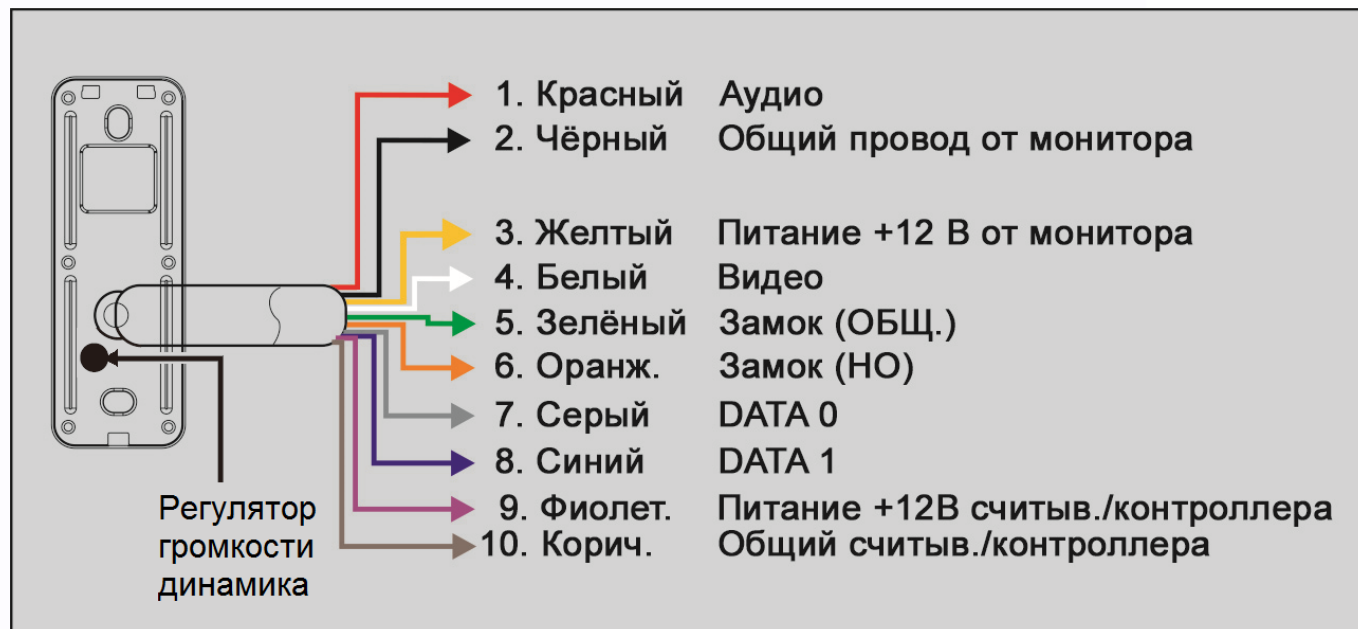 1. Красный Аудио
2. Чёрный Общий провод от монитора
3. Желтый Питание +12 В от монитора
4. Белый Видео
5. Зелёный Замок (ОБЩ.)
6. Оранж. Замок (НО)
7. Серый DATA 0
8. Синий DATA 1
9. Фиолет. Питание +12В считыв./контроллера
10. Корич. Общий считыв./контроллера
Регулятор
громкости
динамика